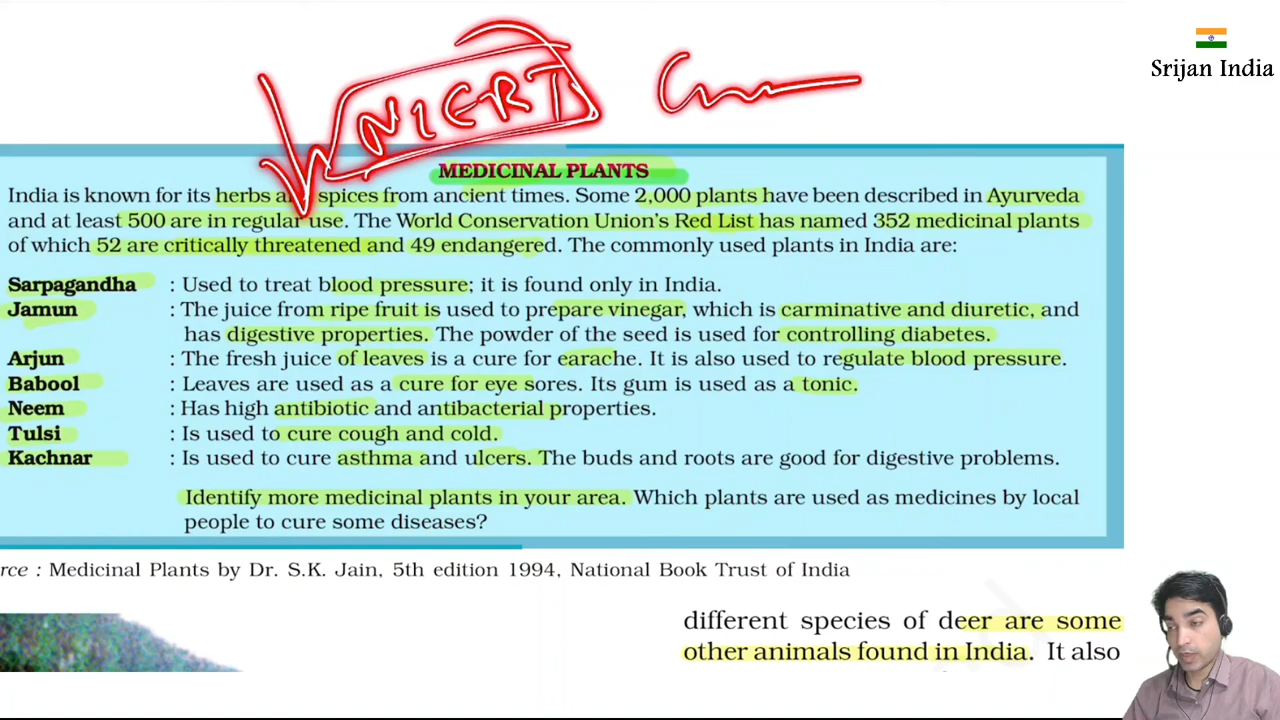 Srijan India
NCERT
MEDICINAL PLANTS
India is known for its herbs and spices from ancient times. Some 2,000 plants have been described in Ayurveda
and at least 500 are in regular use. The World Conservation Union's Red List has named 352 medicinal plants
of which 52 are critically threatened and 49 endangered. The commonly used plants in India are:
Sarpagandha : Used to treat blood pressure; it is found only in India.
Jamun : The juice from ripe fruit is used to prepare vinegar, which is carminative and diuretic, and
has digestive properties. The powder of the seed is used for controlling diabetes.
Arjun : The fresh juice of leaves is a cure for earache. It is also used to regulate blood pressure.
Babool : Leaves are used as a cure for eye sores. Its gum is used as a tonic.
Neem : Has high antibiotic and antibacterial properties.
Tulsi : Is used to cure cough and cold.
Kachnar : Is used to cure asthma and ulcers. The buds and roots are good for digestive problems.
Identify more medicinal plants in your area. Which plants are used as medicines by local
people to cure some diseases?
rce : Medicinal Plants by Dr. S.K. Jain, 5th edition 1994, National Book Trust of India
different species of deer are some
other animals found in India. It also